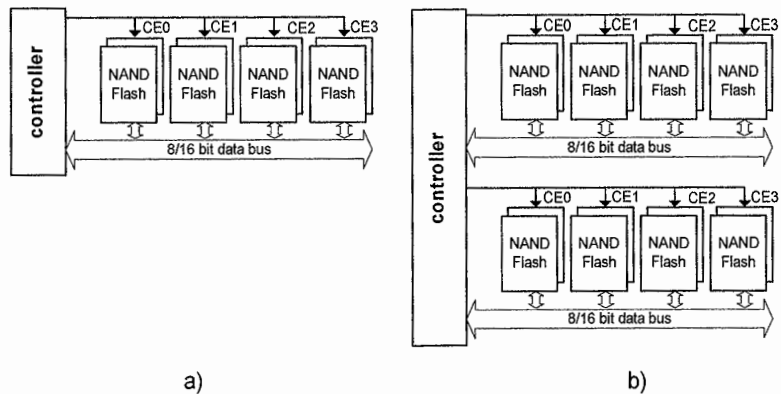 controller
CE0 CE1 CE2 CE3
NAND Flash
NAND Flash
NAND Flash
NAND Flash
8/16 bit data bus
a)
controller
CE0 CE1 CE2 CE3
NAND Flash
NAND Flash
NAND Flash
NAND Flash
8/16 bit data bus
CE0 CE1 CE2 CE3
NAND Flash
NAND Flash
NAND Flash
NAND Flash
8/16 bit data bus
b)